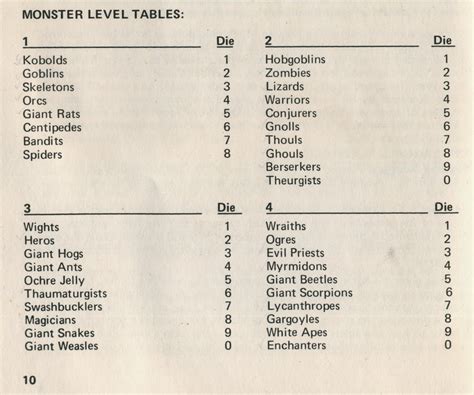 MONSTER LEVEL TABLES:
1 Die 2 Die
Kobolds 1 Hobgoblins 1
Goblins 2 Zombies 2
Skeletons 3 Lizards 3
Orcs 4 Warriors 4
Giant Rats 5 Conjurers 5
Centipedes 6 Gnolls 6
Bandits 7 Thouls 7
Spiders 8 Ghouls 8
Berserkers 9
Theurgists 0
3 Die 4 Die
Wights 1 Wraiths 1
Heros 2 Ogres 2
Giant Hogs 3 Evil Priests 3
Giant Ants 4 Myrmidons 4
Ochre Jelly 5 Giant Beetles 5
Thaumaturgists 6 Giant Scorpions 6
Swashbucklers 7 Lycanthropes 7
Magicians 8 Gargoyles 8
Giant Snakes 9 White Apes 9
Giant Weasles 0 Enchanters 0
10